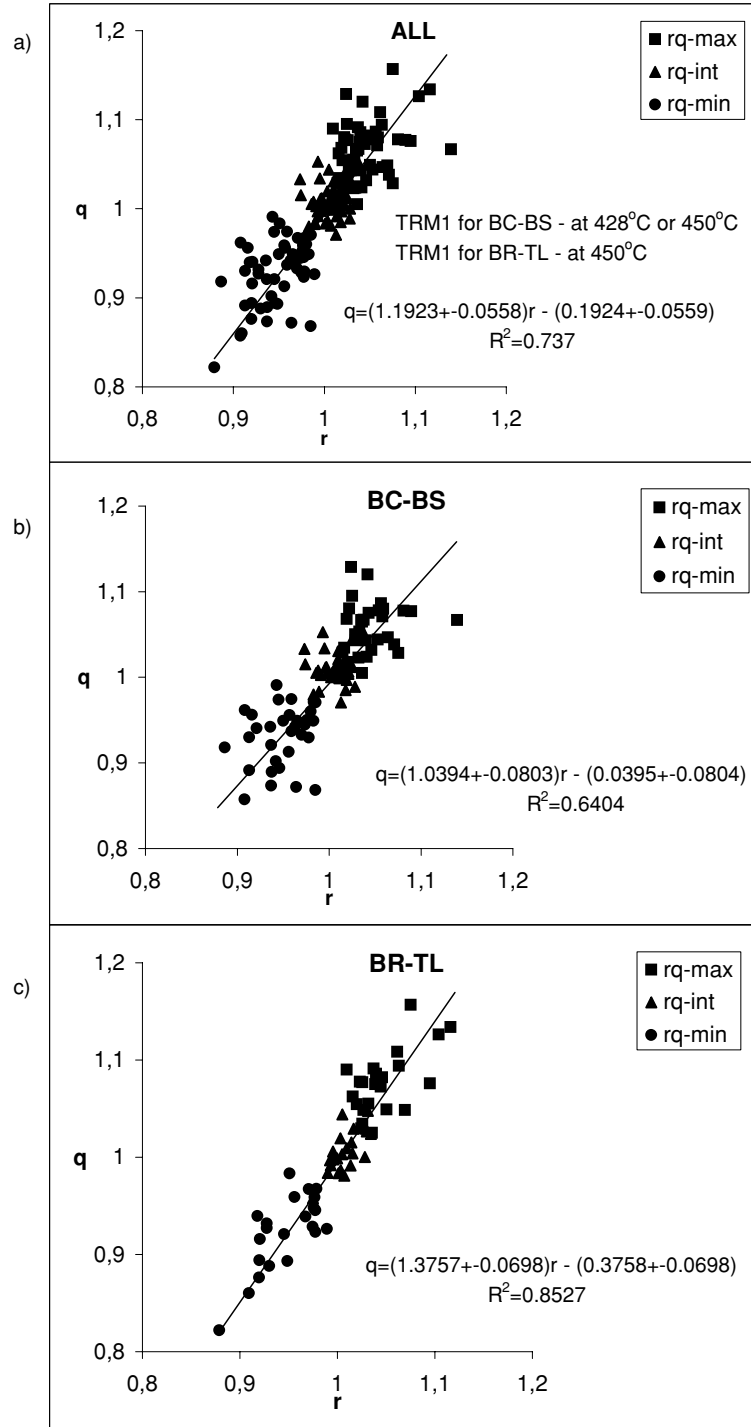 a)
ALL
rq-max
rq-int
rq-min
1,2
1,1
1
0,9
0,8
q
TRM1 for BC-BS - at 428°C or 450°C
TRM1 for BR-TL - at 450°C
q=(1.1923+-0.0558)r - (0.1924+-0.0559)
R²=0.737
0,8 0,9 1 1,1 1,2
r
b)
BC-BS
rq-max
rq-int
rq-min
1,2
1,1
1
0,9
0,8
q
q=(1.0394+-0.0803)r - (0.0395+-0.0804)
R²=0.6404
0,8 0,9 1 1,1 1,2
r
c)
BR-TL
rq-max
rq-int
rq-min
1,2
1,1
1
0,9
0,8
q
q=(1.3757+-0.0698)r - (0.3758+-0.0698)
R²=0.8527
0,8 0,9 1 1,1 1,2
r